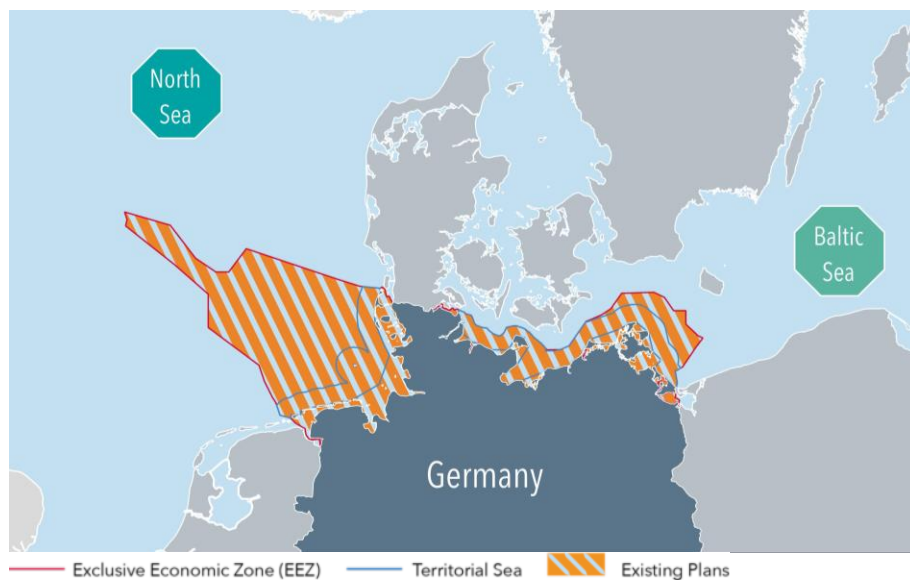 North
Sea
Baltic
Sea
Germany
Exclusive Economic Zone (EEZ)
Territorial Sea
Existing Plans